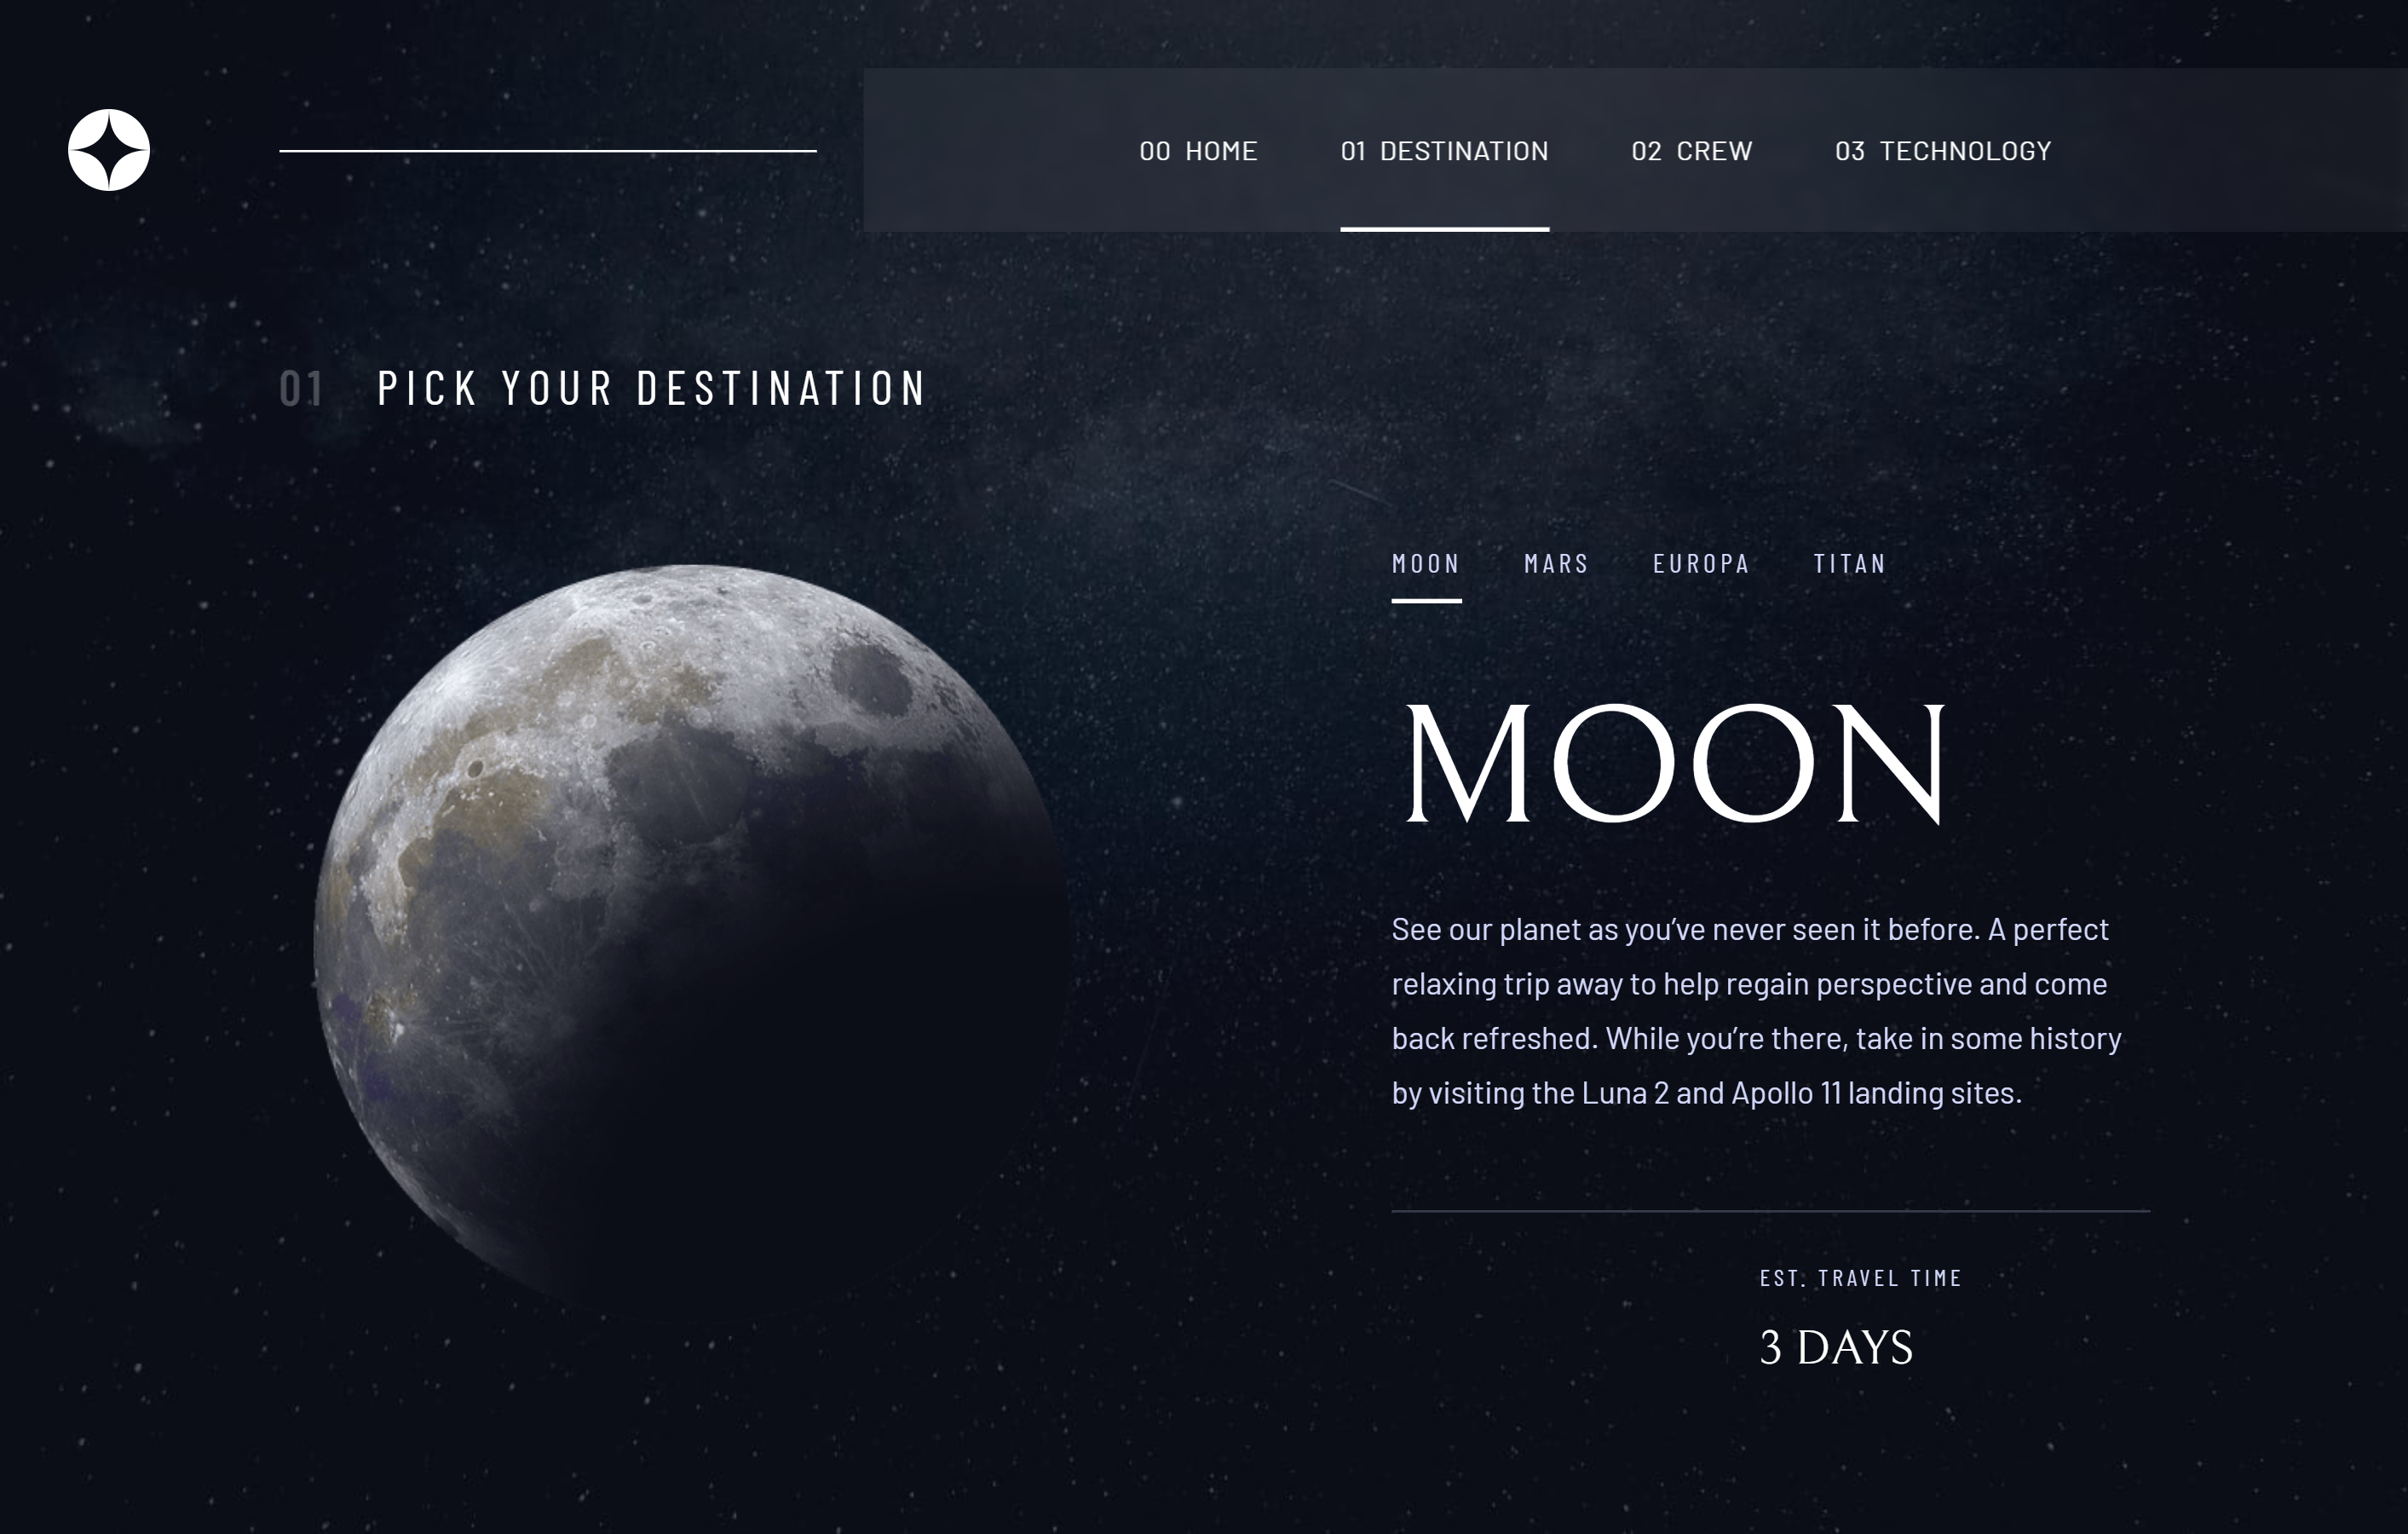 00 HOME 01 DESTINATION 02 CREW 03 TECHNOLOGY
01 PICK YOUR DESTINATION
MOON MARS EUROPA TITAN
MOON
See our planet as you’ve never seen it before. A perfect
relaxing trip away to help regain perspective and come
back refreshed. While you’re there, take in some history
by visiting the Luna 2 and Apollo 11 landing sites.
EST. TRAVEL TIME
3 DAYS